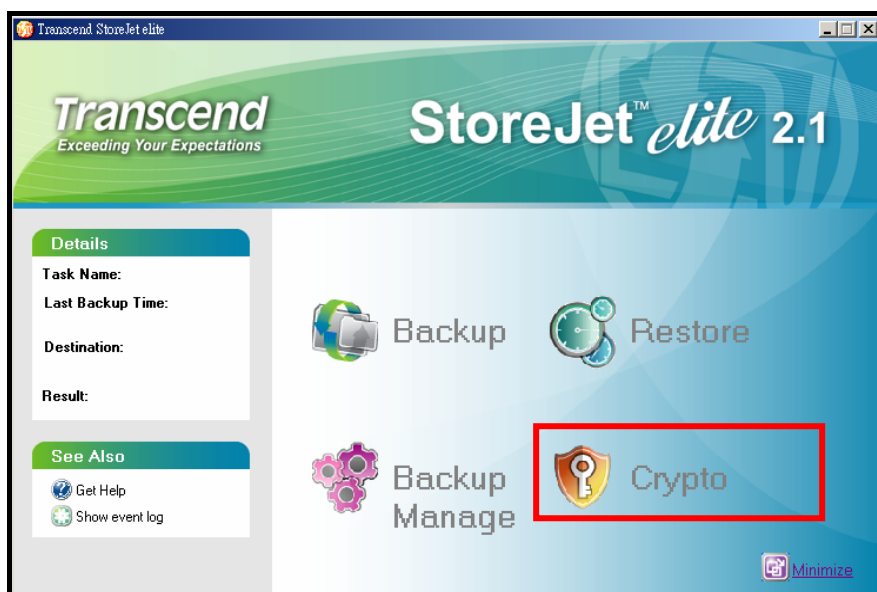 Transcend StoreJet elite
Transcend
Exceeding Your Expectations
StoreJet™ elite 2.1
Details
Task Name:
Last Backup Time:
Destination:
Result:
See Also
Get Help
Show event log
Backup
Restore
Backup
Manage
Crypto
Minimize